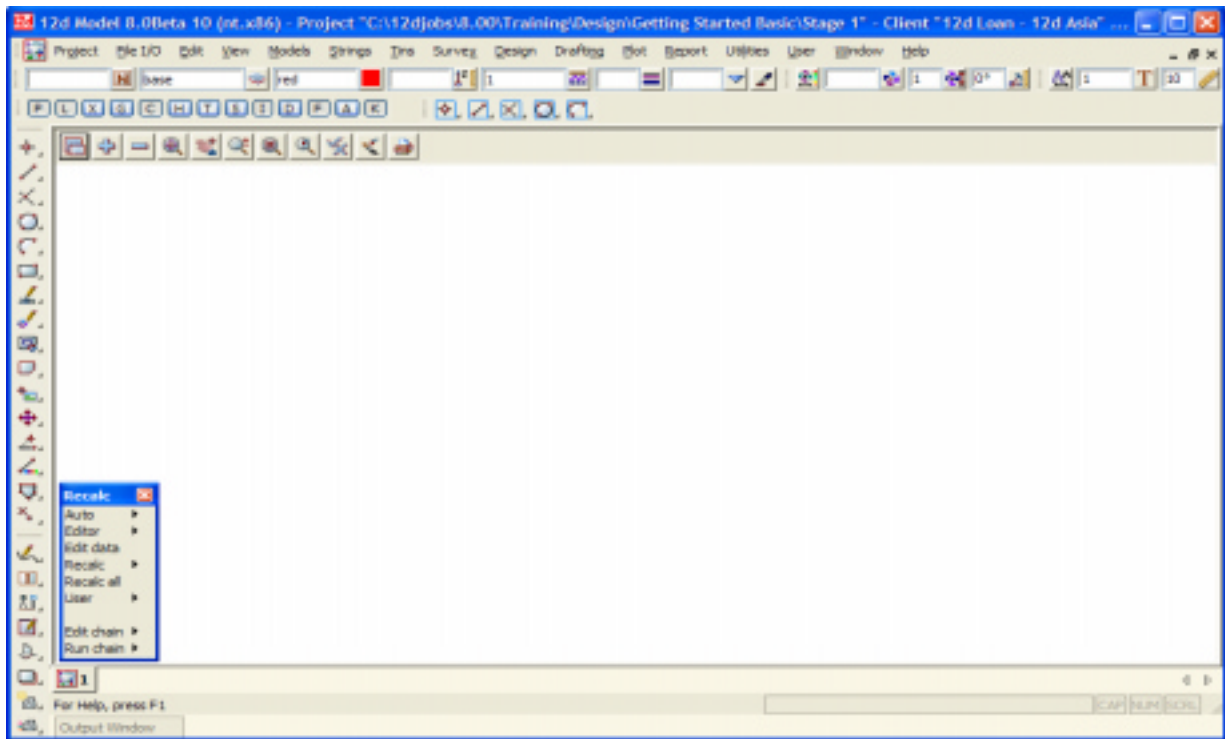 12d Model 8.0Beta 10 (nt.x86) - Project "C:\12djobs\8.00\Training\Design\Getting Started Basic\Stage 1" - Client "12d Loan - 12d Asia" ...
Project File I/O Edit View Models Strings Tins Survey Design Drafting Plot Report Utilities User Window Help
base red 1 1 0° 1 T 10
P L X G C H T S I D F A K
Recalc
Auto
Editor
Edit data
Recalc
Recalc all
User
Edit chain
Run chain
1
For Help, press F1
CAP NUM SCRL
Output Window